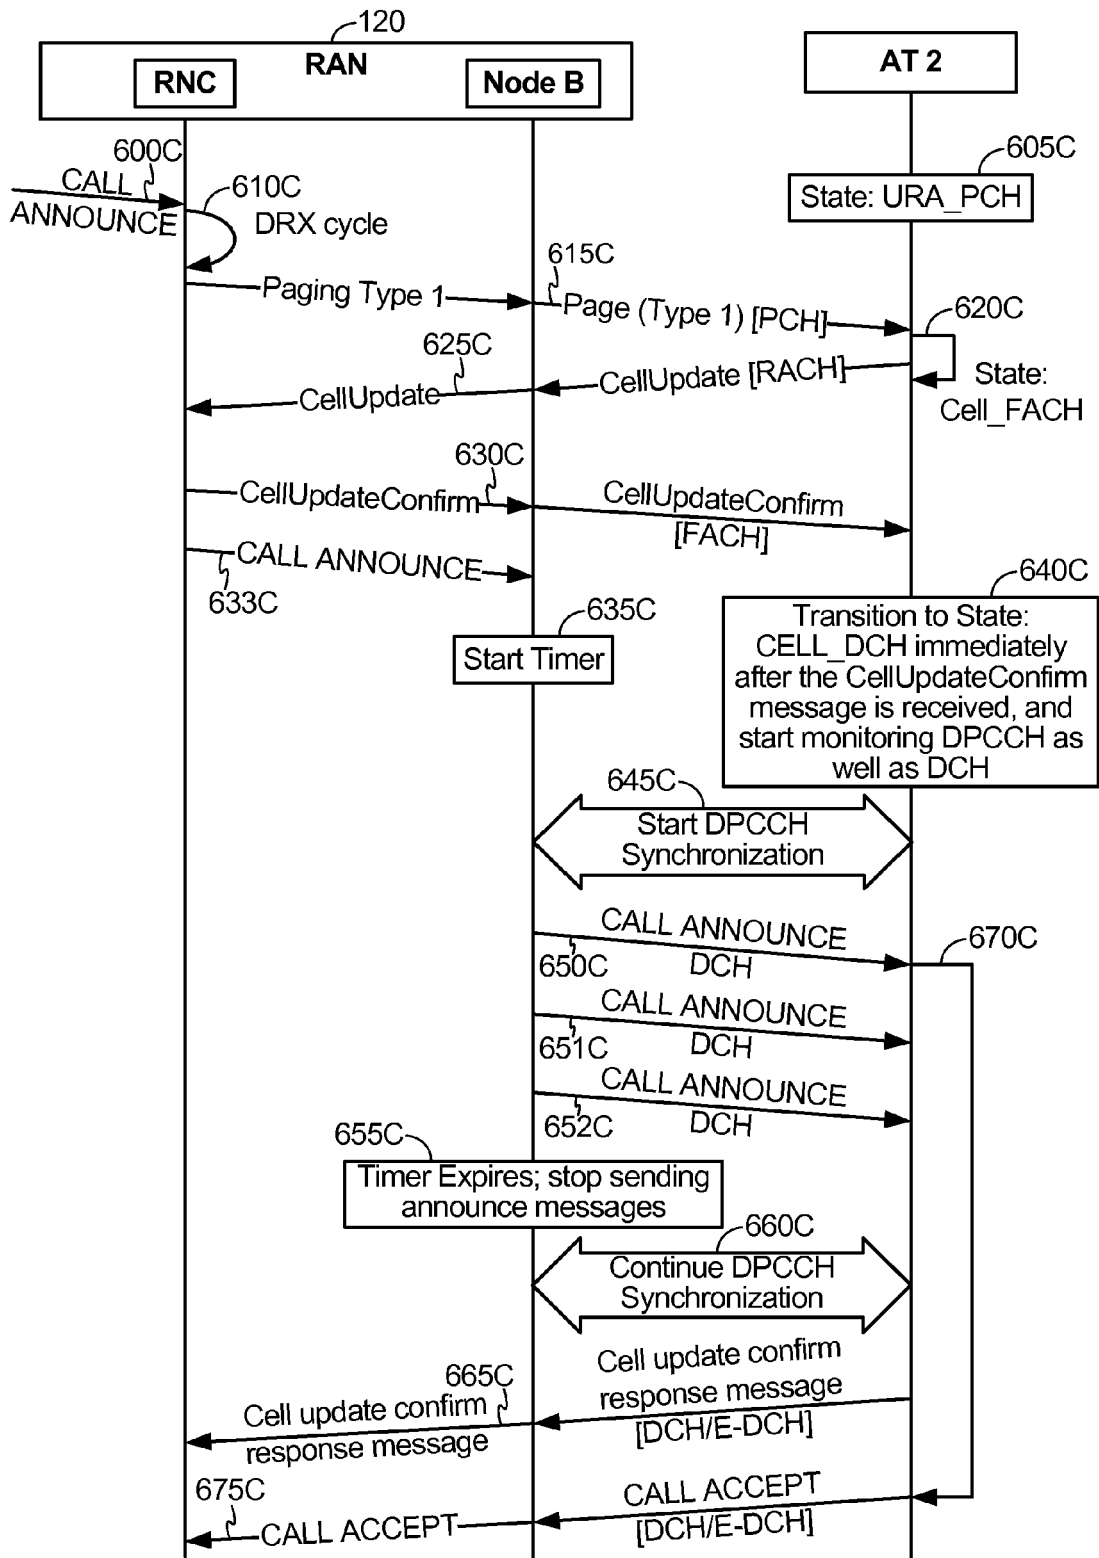 120
RAN
RNC
Node B
AT 2
600C
CALL
ANNOUNCE
610C
DRX cycle
605C
State: URA_PCH
Paging Type 1
615C
Page (Type 1) [PCH]
620C
State:
Cell_FACH
625C
CellUpdate [RACH]
CellUpdate
630C
CellUpdateConfirm
CellUpdateConfirm
[FACH]
CALL ANNOUNCE
633C
635C
Start Timer
640C
Transition to State:
CELL_DCH immediately
after the CellUpdateConfirm
message is received, and
start monitoring DPCCH as
well as DCH
645C
Start DPCCH
Synchronization
CALL ANNOUNCE
650C
DCH
670C
CALL ANNOUNCE
651C
DCH
CALL ANNOUNCE
652C
DCH
655C
Timer Expires; stop sending
announce messages
660C
Continue DPCCH
Synchronization
Cell update confirm
response message
[DCH/E-DCH]
665C
Cell update confirm
response message
675C
CALL ACCEPT
[DCH/E-DCH]
CALL ACCEPT